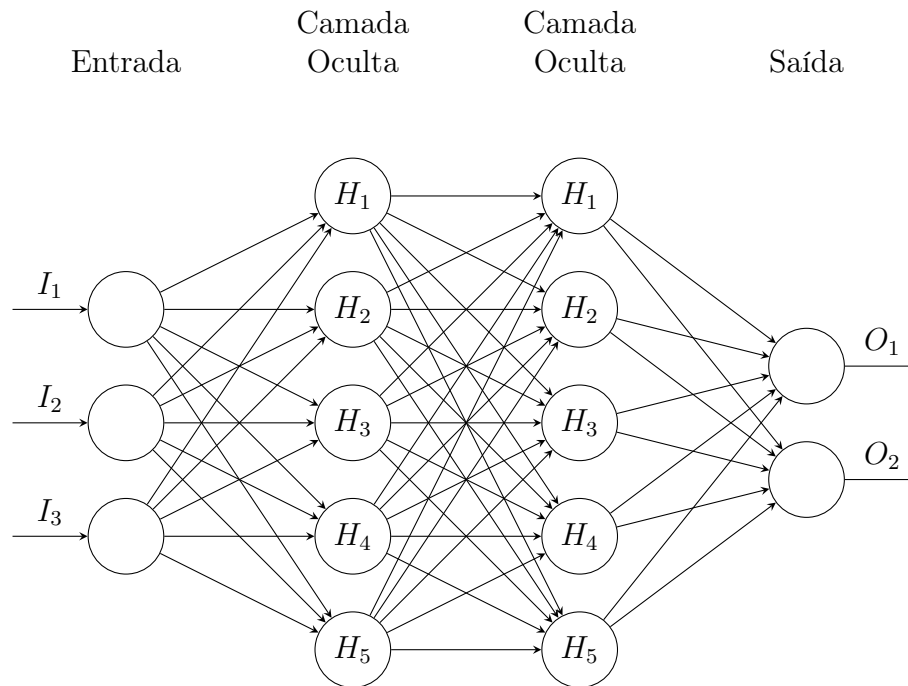 Camada Camada
Entrada Oculta Oculta Saída
H₁ H₁
I₁ H₂ H₂
O₁
I₂ H₃ H₃
O₂
I₃ H₄ H₄
H₅ H₅